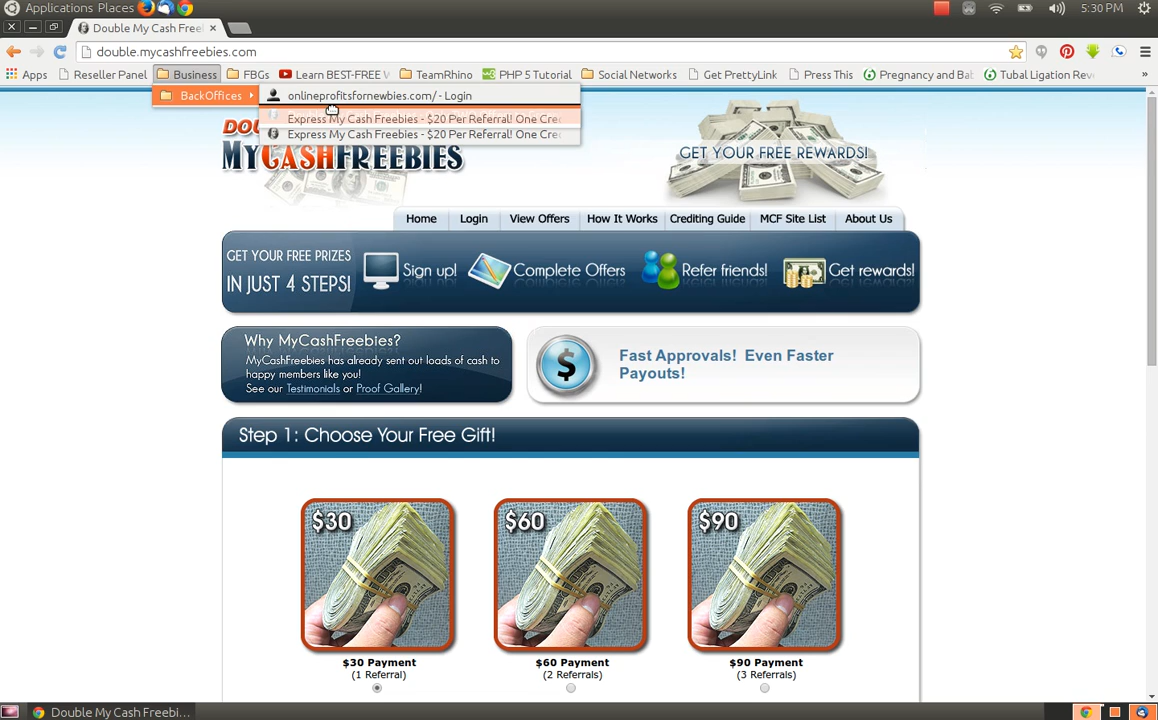 Applications Places 5:30 PM
Double My Cash Freebi
double.mycashfreebies.com
Apps Reseller Panel Business FBGs Learn BEST-FREE TeamRhino PHP 5 Tutorial Social Networks Get PrettyLink Press This Pregnancy and Bab Tubal Ligation Rev »
BackOffices
onlineprofitsfornewbies.com/ - Login
Express My Cash Freebies - $20 Per Referral! One Cre
Express My Cash Freebies - $20 Per Referral! One Cre
DO
MYCASHFREEBIES
GET YOUR FREE REWARDS!
Home Login View Offers How It Works Crediting Guide MCF Site List About Us
GET YOUR FREE PRIZES
IN JUST 4 STEPS!
Sign up! Complete Offers Refer friends! Get rewards!
Why MyCashFreebies?
MyCashFreebies has already sent out loads of cash to
happy members like you!
See our Testimonials or Proof Gallery!
$
Fast Approvals! Even Faster
Payouts!
Step 1: Choose Your Free Gift!
$30 $60 $90
$30 Payment $60 Payment $90 Payment
(1 Referral) (2 Referrals) (3 Referrals)
Double My Cash Freebi...